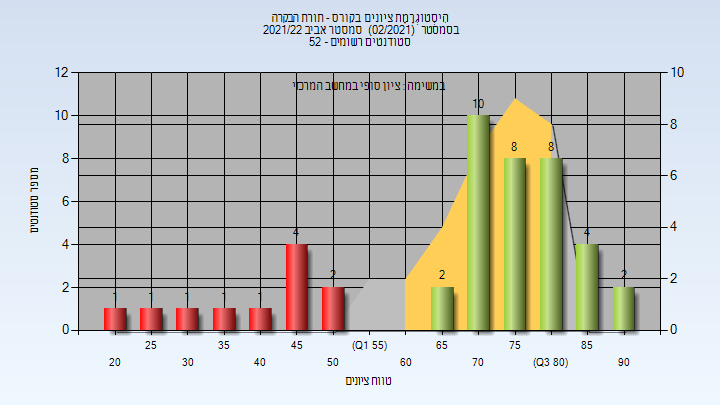 הִיסְטוֹגְרָמַת ציונים בקורס - תורת הבקרה
בסמסטר (02/2021) סמסטר אביב 2021/22
סטודנטים רשומים - 52
במשימה : ציון סופי במחשב המרכזי
12 10 8 6 4 2 0
10 8 6 4 2 0
מספר סטודנטים
1 1 1 1 1 4 2 2 10 8 8 4 2
25 35 45 (Q1 55) 65 75 85
20 30 40 50 60 70 (Q3 80) 90
טווח ציונים